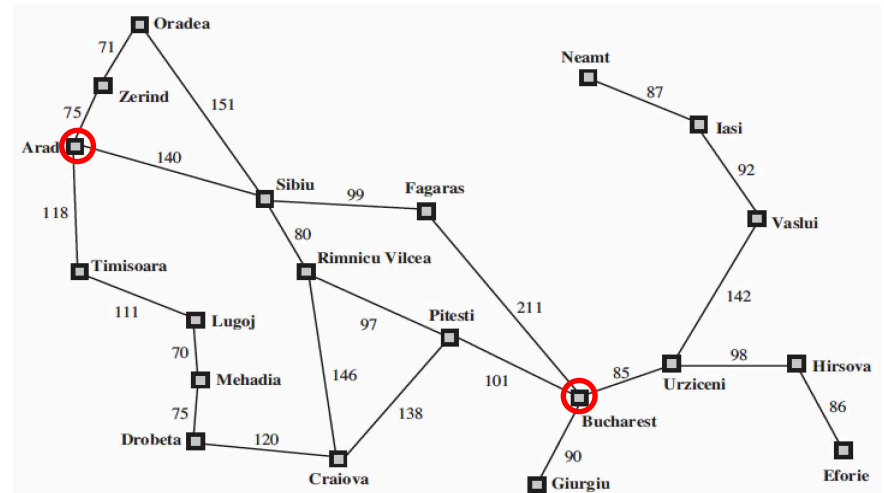 Oradea
71
Neamt
87
Zerind
151
75
Iasi
Arad
140
92
Sibiu
99
Fagaras
118
Vaslui
80
Timisoara
Rimnicu Vilcea
142
111
211
Lugoj
97
Pitesti
70
98
Hirsova
85
146
101
Mehadia
Urziceni
86
75
138
Bucharest
Drobeta
120
90
Eforie
Craiova
Giurgiu